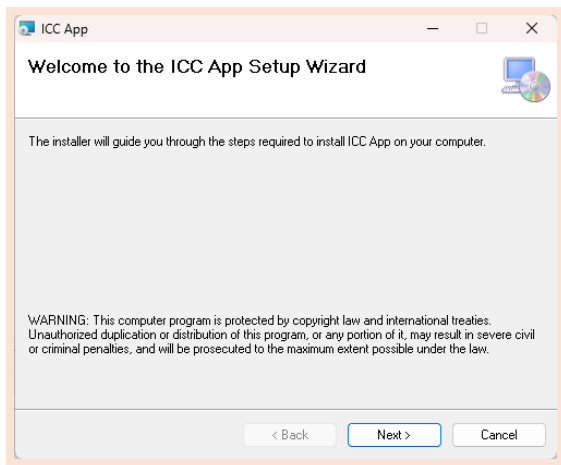 ICC App
Welcome to the ICC App Setup Wizard
The installer will guide you through the steps required to install ICC App on your computer.
WARNING: This computer program is protected by copyright law and international treaties.
Unauthorized duplication or distribution of this program, or any portion of it, may result in severe civil
or criminal penalties, and will be prosecuted to the maximum extent possible under the law.
< Back
Next >
Cancel